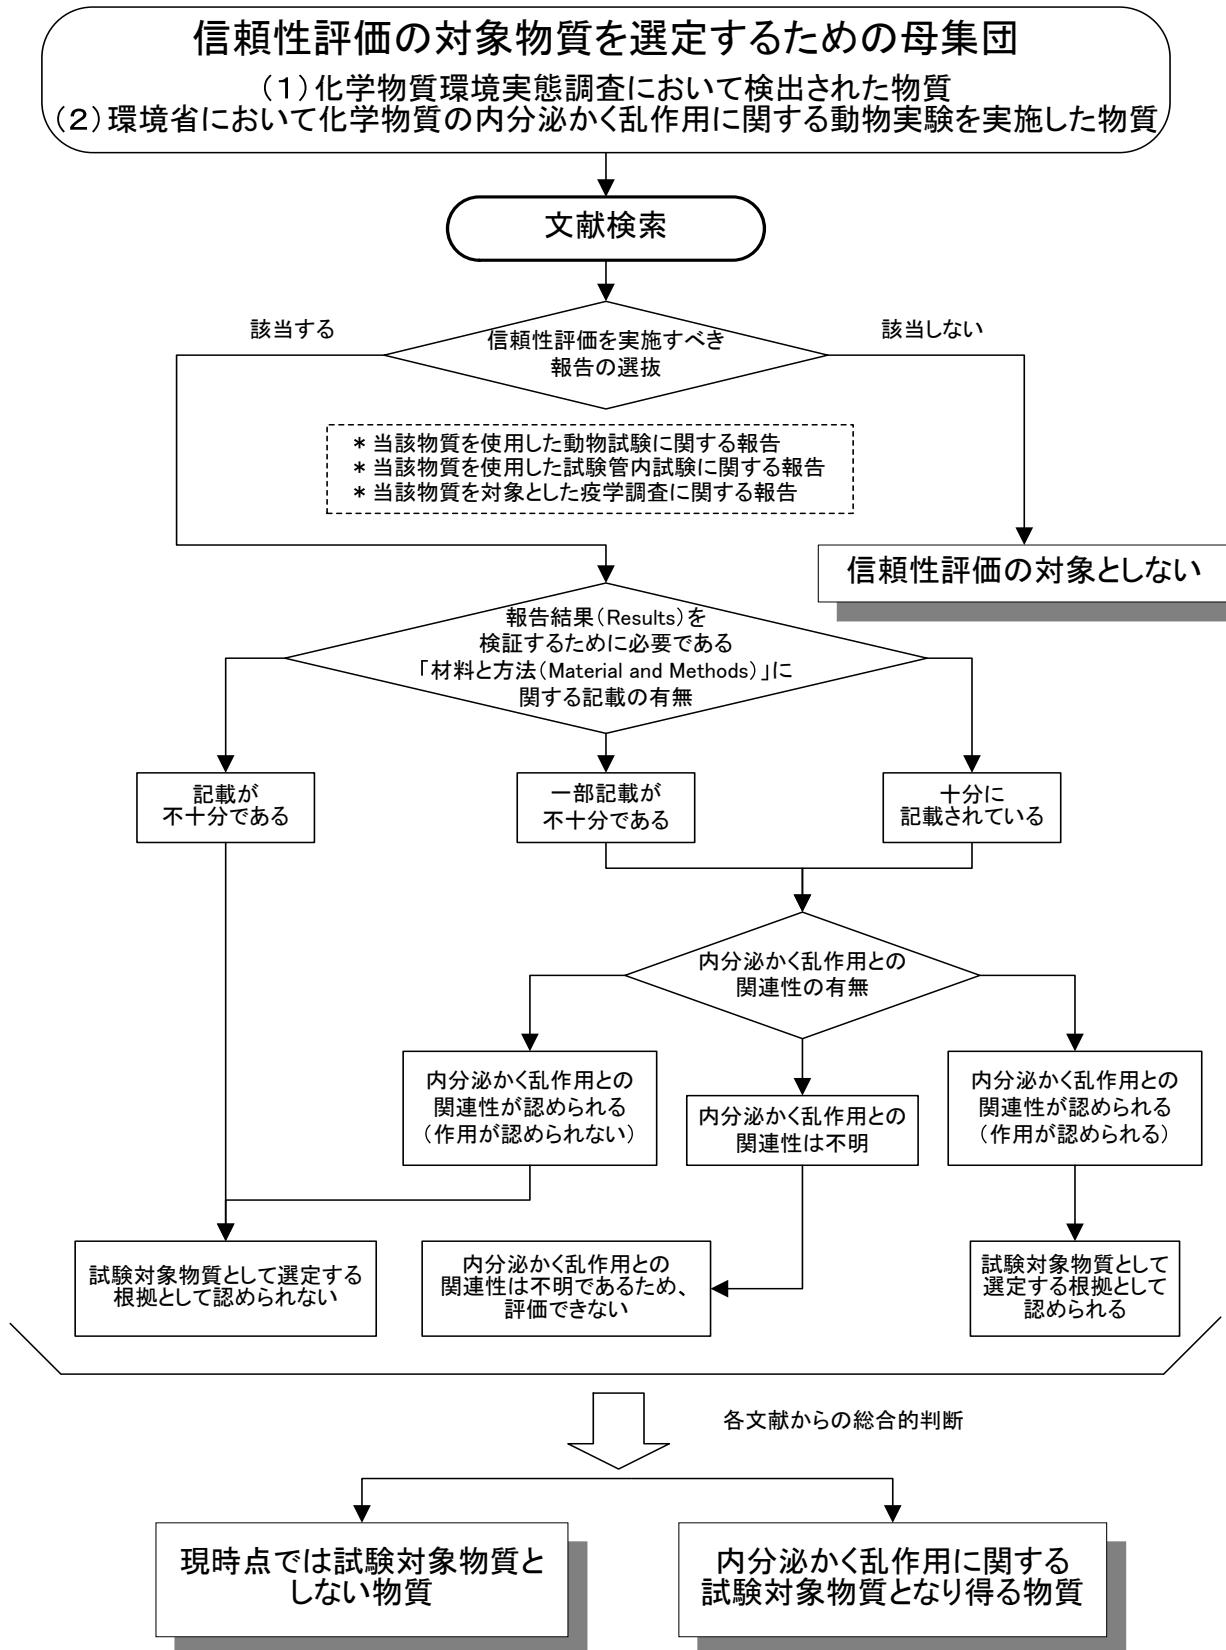 信頼性評価の対象物質を選定するための母集団
(1)化学物質環境実態調査において検出された物質
(2)環境省において化学物質の内分泌かく乱作用に関する動物実験を実施した物質
文献検索
該当する
信頼性評価を実施すべき
報告の選抜
該当しない
* 当該物質を使用した動物試験に関する報告
* 当該物質を使用した試験管内試験に関する報告
* 当該物質を対象とした疫学調査に関する報告
信頼性評価の対象としない
報告結果(Results)を
検証するために必要である
「材料と方法(Material and Methods)」に
関する記載の有無
記載が
不十分である
一部記載が
不十分である
十分に
記載されている
内分泌かく乱作用との
関連性の有無
内分泌かく乱作用との
関連性が認められる
(作用が認められない)
内分泌かく乱作用との
関連性は不明
内分泌かく乱作用との
関連性が認められる
(作用が認められる)
試験対象物質として選定する
根拠として認められない
内分泌かく乱作用との
関連性は不明であるため、
評価できない
試験対象物質として
選定する根拠として
認められる
各文献からの総合的判断
現時点では試験対象物質と
しない物質
内分泌かく乱作用に関する
試験対象物質となり得る物質